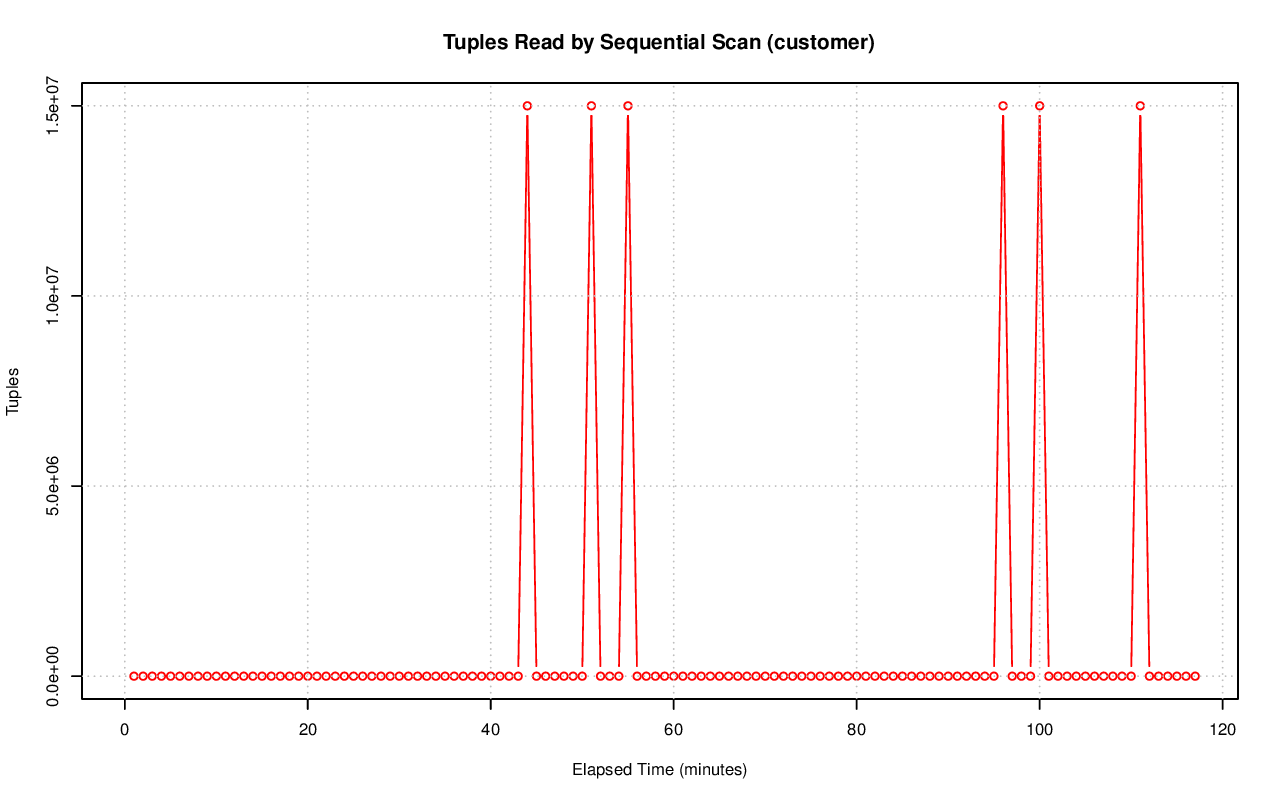 Tuples Read by Sequential Scan (customer)
1.5e+07
1.0e+07
5.0e+06
0.0e+00
Tuples
0 20 40 60 80 100 120
Elapsed Time (minutes)